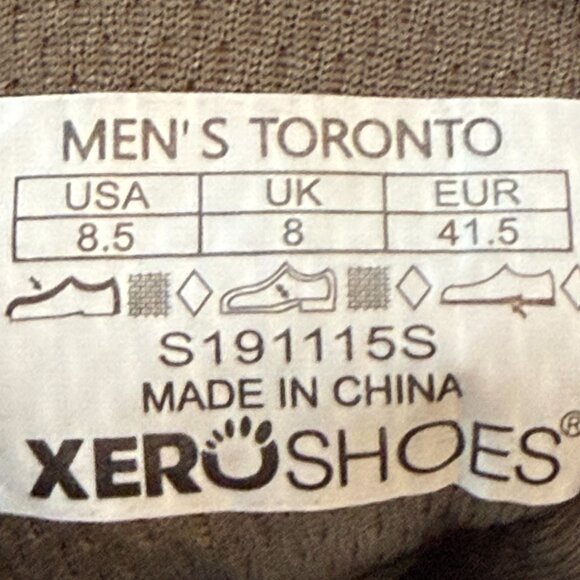 MEN'S TORONTO
USA UK EUR
8.5 8 41.5
S191115S
MADE IN CHINA
XEROSHOES®